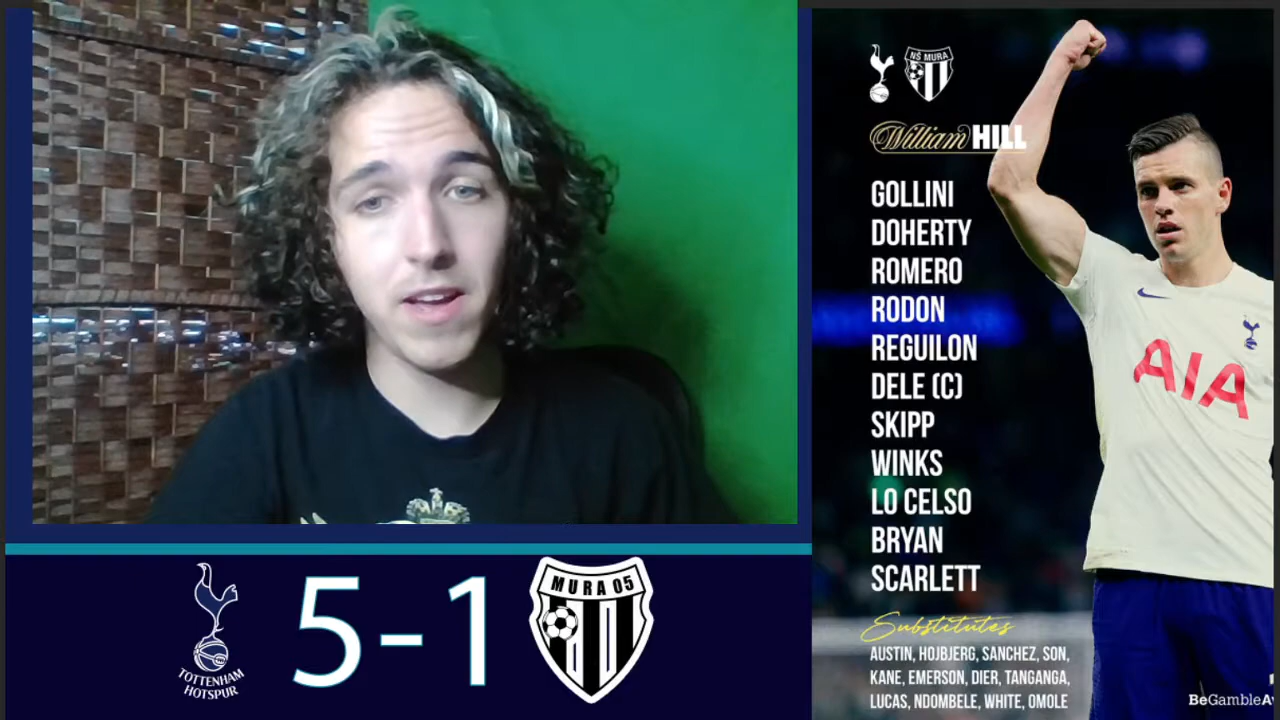 TOTTENHAM
HOTSPUR
5-1
MURA 05
NŠ MURA
William HILL
GOLLINI
DOHERTY
ROMERO
RODON
REGUILON
DELE (C)
SKIPP
WINKS
LO CELSO
BRYAN
SCARLETT
Substitutes
AUSTIN, HOJBJERG, SANCHEZ, SON,
KANE, EMERSON, DIER, TANGANGA,
LUCAS, NDOMBELE, WHITE, OMOLE
AIA
BeGambleAw